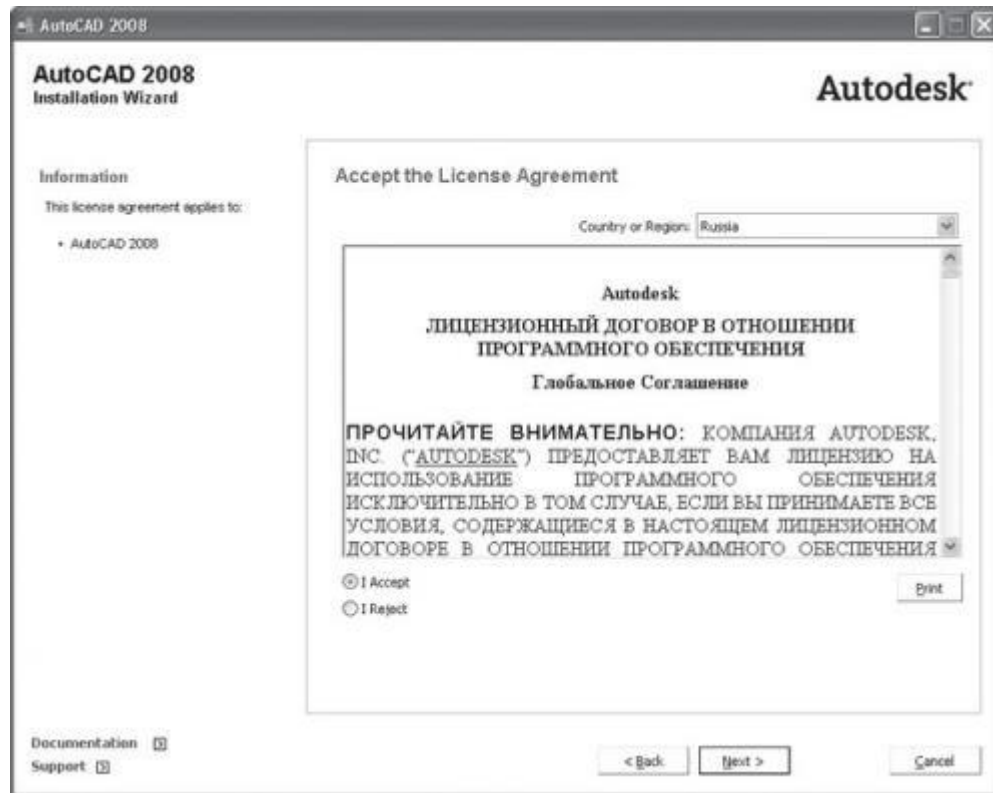 AutoCAD 2008
AutoCAD 2008
Installation Wizard
Autodesk
Information
This license agreement applies to:
• AutoCAD 2008
Accept the License Agreement
Country or Region: Russia
Autodesk
ЛИЦЕНЗИОННЫЙ ДОГОВОР В ОТНОШЕНИИ
ПРОГРАММНОГО ОБЕСПЕЧЕНИЯ
Глобальное Соглашение
ПРОЧИТАЙТЕ ВНИМАТЕЛЬНО: КОМПАНИЯ AUTODESK,
INC. ("AUTODESK") ПРЕДОСТАВЛЯЕТ ВАМ ЛИЦЕНЗИЮ НА
ИСПОЛЬЗОВАНИЕ ПРОГРАММНОГО ОБЕСПЕЧЕНИЯ
ИСКЛЮЧИТЕЛЬНО В ТОМ СЛУЧАЕ, ЕСЛИ ВЫ ПРИНИМАЕТЕ ВСЕ
УСЛОВИЯ, СОДЕРЖАЩИЕСЯ В НАСТОЯЩЕМ ЛИЦЕНЗИОННОМ
ДОГОВОРЕ В ОТНОШЕНИИ ПРОГРАММНОГО ОБЕСПЕЧЕНИЯ
I Accept
I Reject
Print
Documentation
Support
< Back
Next >
Cancel